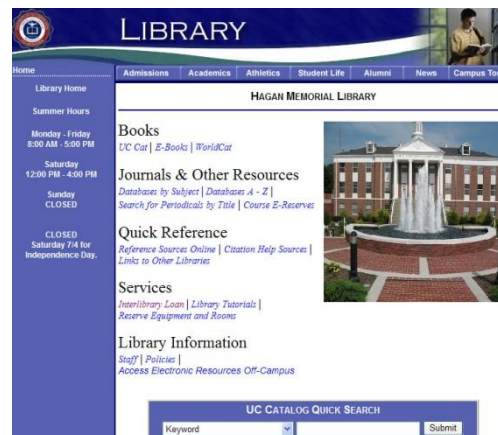 LIBRARY
Home
Admissions Academics Athletics Student Life Alumni News Campus To
Library Home
Summer Hours
Monday - Friday
8:00 AM - 5:00 PM
Saturday
12:00 PM - 4:00 PM
Sunday
CLOSED
CLOSED
Saturday 7/4 for
Independence Day.
HAGAN MEMORIAL LIBRARY
Books
UC Cat | E-Books | WorldCat
Journals & Other Resources
Databases by Subject | Databases A - Z |
Search for Periodicals by Title | Course E-Reserves
Quick Reference
Reference Sources Online | Citation Help Sources |
Links to Other Libraries
Services
Interlibrary Loan | Library Tutorials |
Reserve Equipment and Rooms
Library Information
Staff | Policies |
Access Electronic Resources Off-Campus
UC CATALOG QUICK SEARCH
Keyword Submit